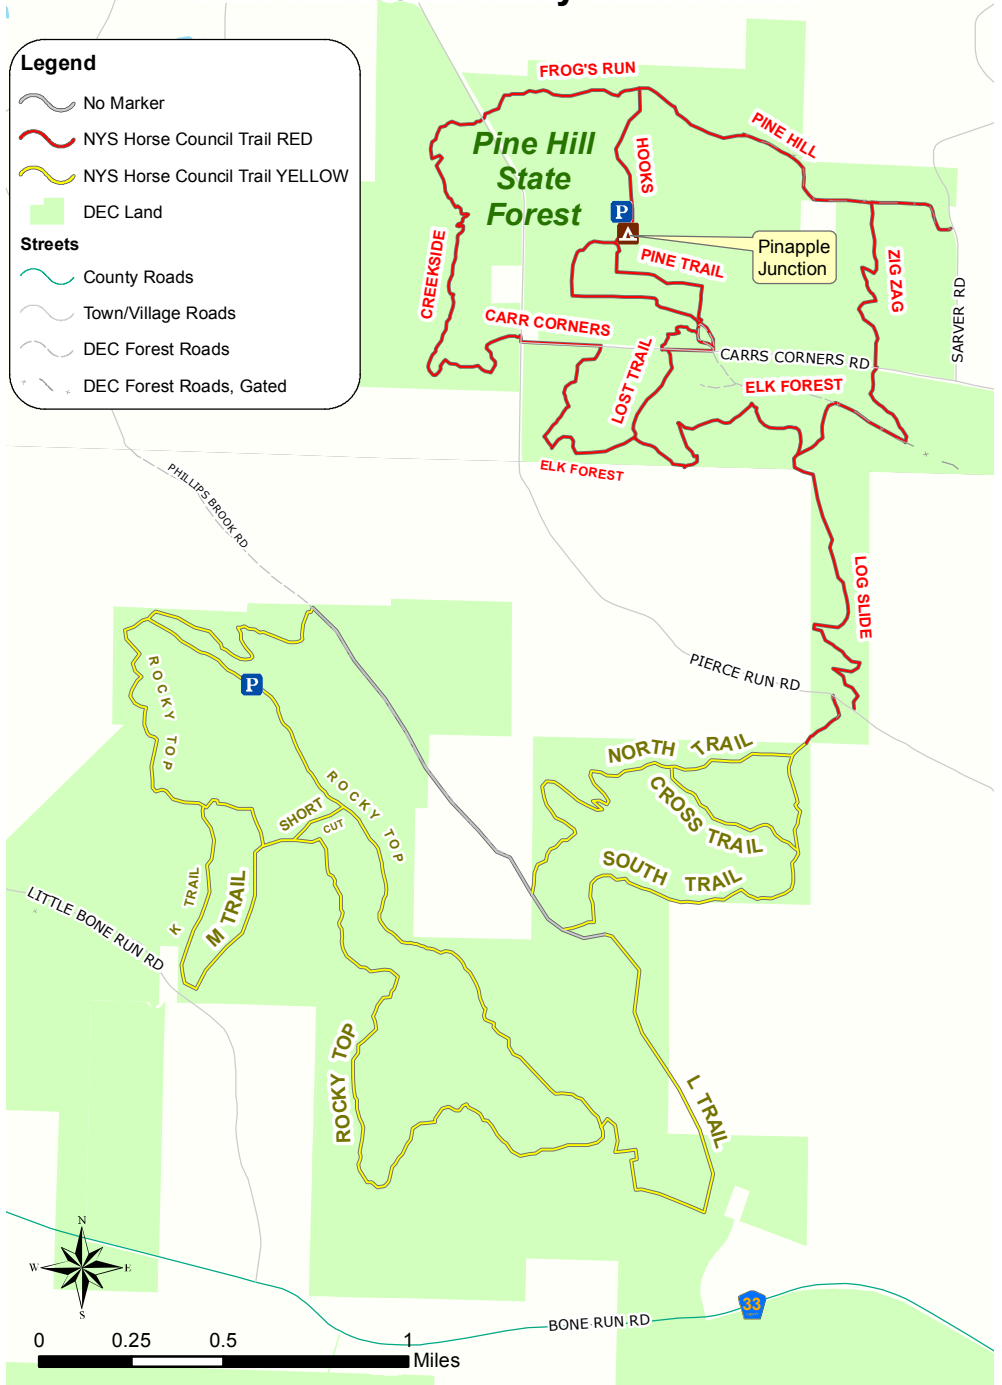 Legend
No Marker
NYS Horse Council Trail RED
NYS Horse Council Trail YELLOW
DEC Land
Streets
County Roads
Town/Village Roads
DEC Forest Roads
DEC Forest Roads, Gated
FROG'S RUN
PINE HILL
Pine Hill
State
Forest
HOOKS
P
Pinapple
Junction
PINE TRAIL
CREEKSIDE
ZIG ZAG
SARVER RD
CARR CORNERS
LOST TRAIL
CARRS CORNERS RD
ELK FOREST
ELK FOREST
PHILLIPS BROOK RD
LOG SLIDE
PIERCE RUN RD
ROCKY TOP
P
NORTH TRAIL
ROCKY TOP
SHORT
CUT
CROSS TRAIL
SOUTH TRAIL
K TRAIL
M TRAIL
LITTLE BONE RUN RD
ROCKY TOP
L TRAIL
N
W
E
S
33
BONE RUN RD
0
0.25
0.5
1
Miles